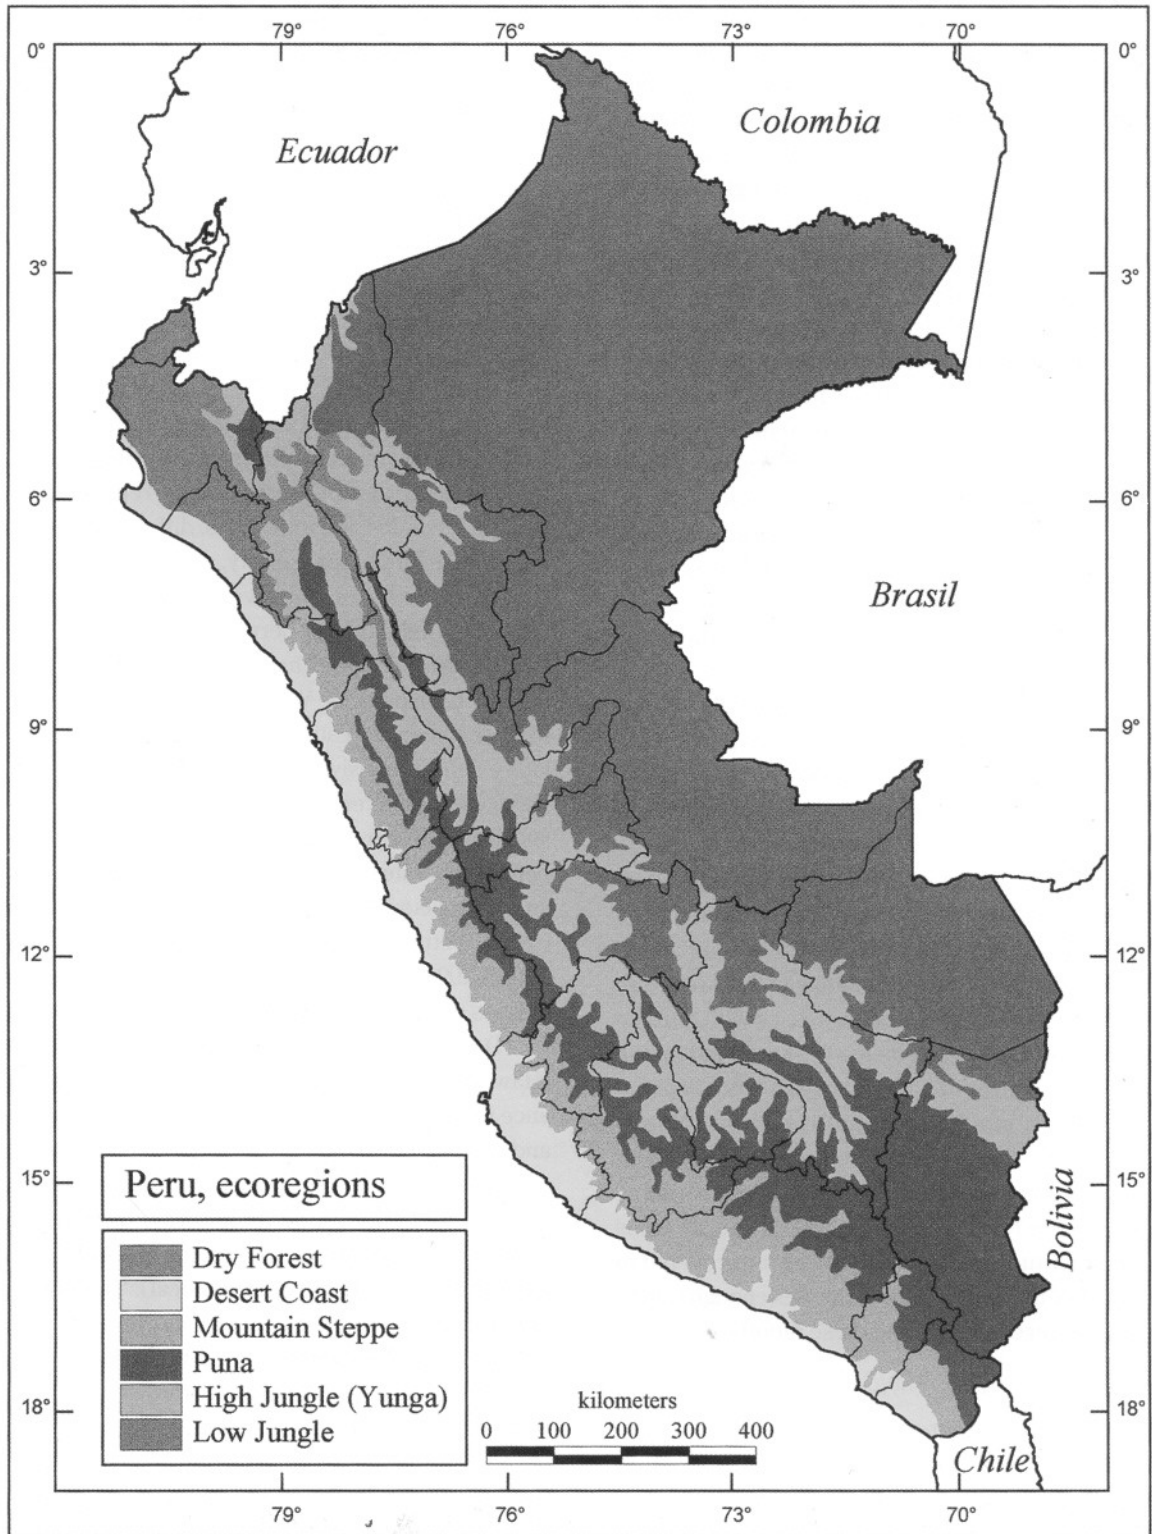 79° 76° 73° 70°
0° 0°
Ecuador
Colombia
3° 3°
6° 6°
Brasil
9° 9°
12° 12°
Peru, ecoregions
15° 15°
Bolivia
Dry Forest
Desert Coast
Mountain Steppe
Puna
High Jungle (Yunga)
Low Jungle
kilometers
0 100 200 300 400
18° 18°
Chile
79° 76° 73° 70°